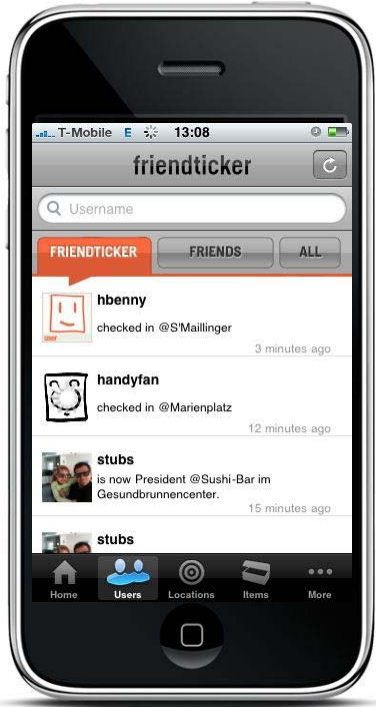 T-Mobile E 13:08
friendticker
Username
FRIENDTICKER FRIENDS ALL
hbenny
checked in @S'Maillinger
user
3 minutes ago
handyfan
checked in @Marienplatz
12 minutes ago
stubs
is now President @Sushi-Bar im
Gesundbrunnencenter.
15 minutes ago
stubs
Home Users Locations Items More